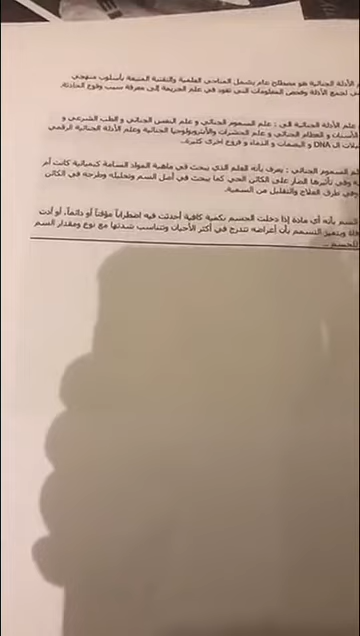 الأدلة الجنائية هو مصطلح عام يشمل المناحي العلمية والتقنية المتبعة بأسلوب منهجي
لجمع الأدلة وفحص المعلومات التي تقود في علم الجريمة إلى معرفة سبب وقوع الحادثة.
علم الأدلة الجنائية الى : علم السموم الجنائي و علم النفس الجنائي و الطب الشرعي و
الأسنان و العظام الجنائي و علم الحشرات والأنثروبولوجيا الجنائية وعلم الأدلة الجنائية الرقمي
ال DNA و البصمات و الدماء و فروع اخرى كثيرة..
السموم الجنائي : يعرف بأنه العلم الذي يبحث في ماهية المواد السامة كيميائية كانت أم
وفي تأثيرها الضار على الكائن الحي كما يبحث في أصل السم وتحليله وطرحه في الكائن
وفي طرق العلاج والتقليل من السمية.
السم بأنه أي مادة إذا دخلت الجسم بكمية كافية أحدثت فيه اضطراباً مؤقتاً أو دائماً، أو أدت
ويتميز التسمم بأن أعراضه تتدرج في أكثر الأحيان وتتناسب شدتها مع نوع ومقدار السم
للجسم ..